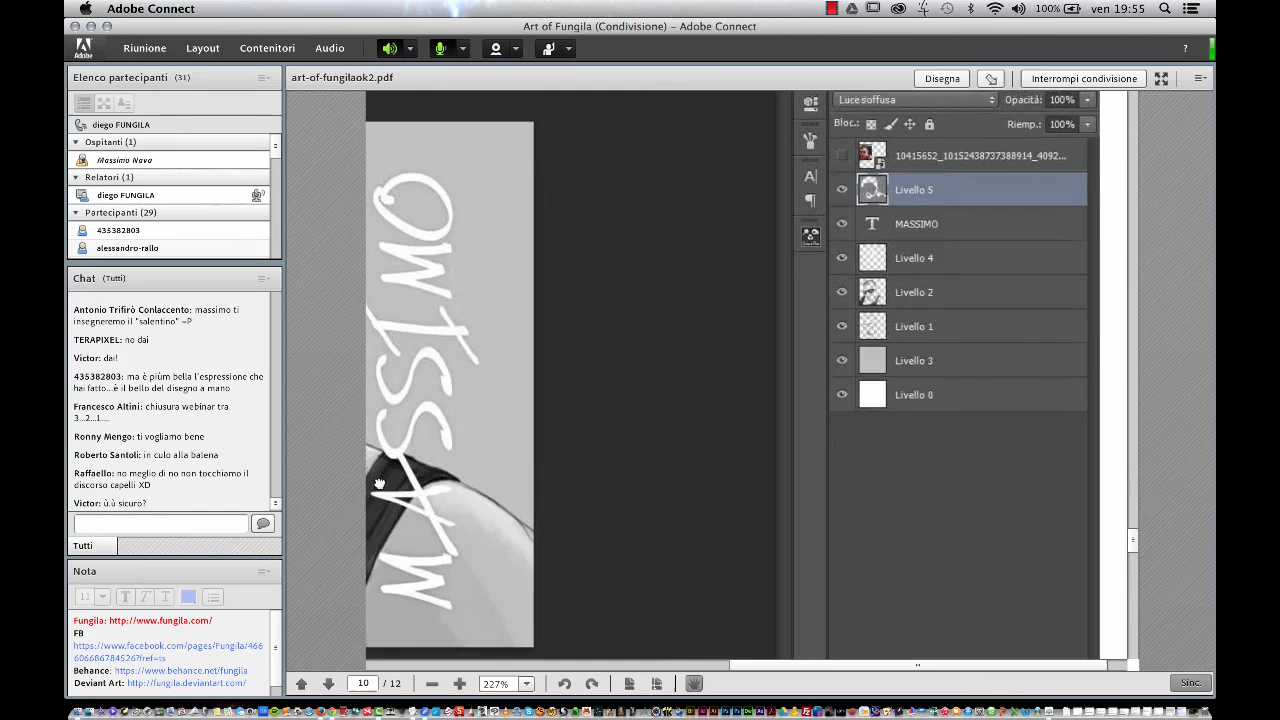 Adobe Connect
100%
ven 19:55
Art of Fungila (Condivisione) – Adobe Connect
Adobe
Riunione
Layout
Contenitori
Audio
?
Elenco partecipanti (31)
art-of-fungilaok2.pdf
Disegna
Interrompi condivisione
diego FUNGILA
Ospitanti (1)
Massimo Nava
Relatori (1)
diego FUNGILA
Partecipanti (29)
435382803
alessandro-rallo
Chat (Tutti)
Antonio Trifirò Conlaccento: massimo ti
insegneremo il "salentino" =P
TERAPIXEL: no dai
Victor: dai!
435382803: ma è piùm bella l'espressione che
hai fatto...è il bello del disegno a mano
Francesco Altini: chiusura webinar tra
3...2...1....
Ronny Mengo: ti vogliamo bene
Roberto Santoli: in culo alla balena
Raffaello: no meglio di no non tocchiamo il
discorso capelli XD
Victor: ù.ù sicuro?
Tutti
Nota
11
T
T
T
Fungila: http://www.fungila.com/
FB
https://www.facebook.com/pages/Fungila/466
606686784526?fref=ts
Behance: https://www.behance.net/fungila
Deviant Art: http://fungila.deviantart.com/
MASSIMO
Luce soffusa
Opacità: 100%
Bloc.:
Riemp.: 100%
10415652_10152438737388914_4092...
Livello 5
T
MASSIMO
Livello 4
Livello 2
Livello 1
Livello 3
Livello 0
A
10
/ 12
227%
Sinc.